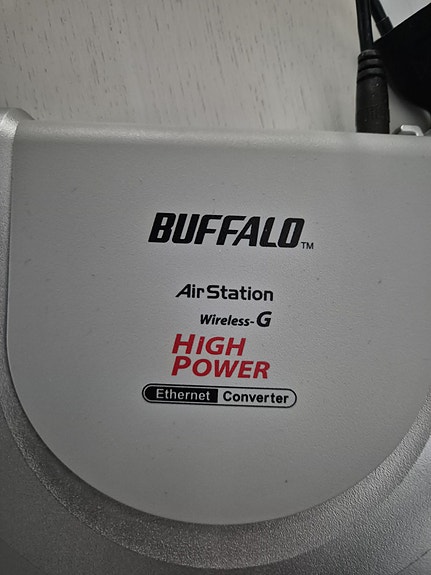 BUFFALO™
AirStation
Wireless-G
HIGH
POWER
Ethernet Converter